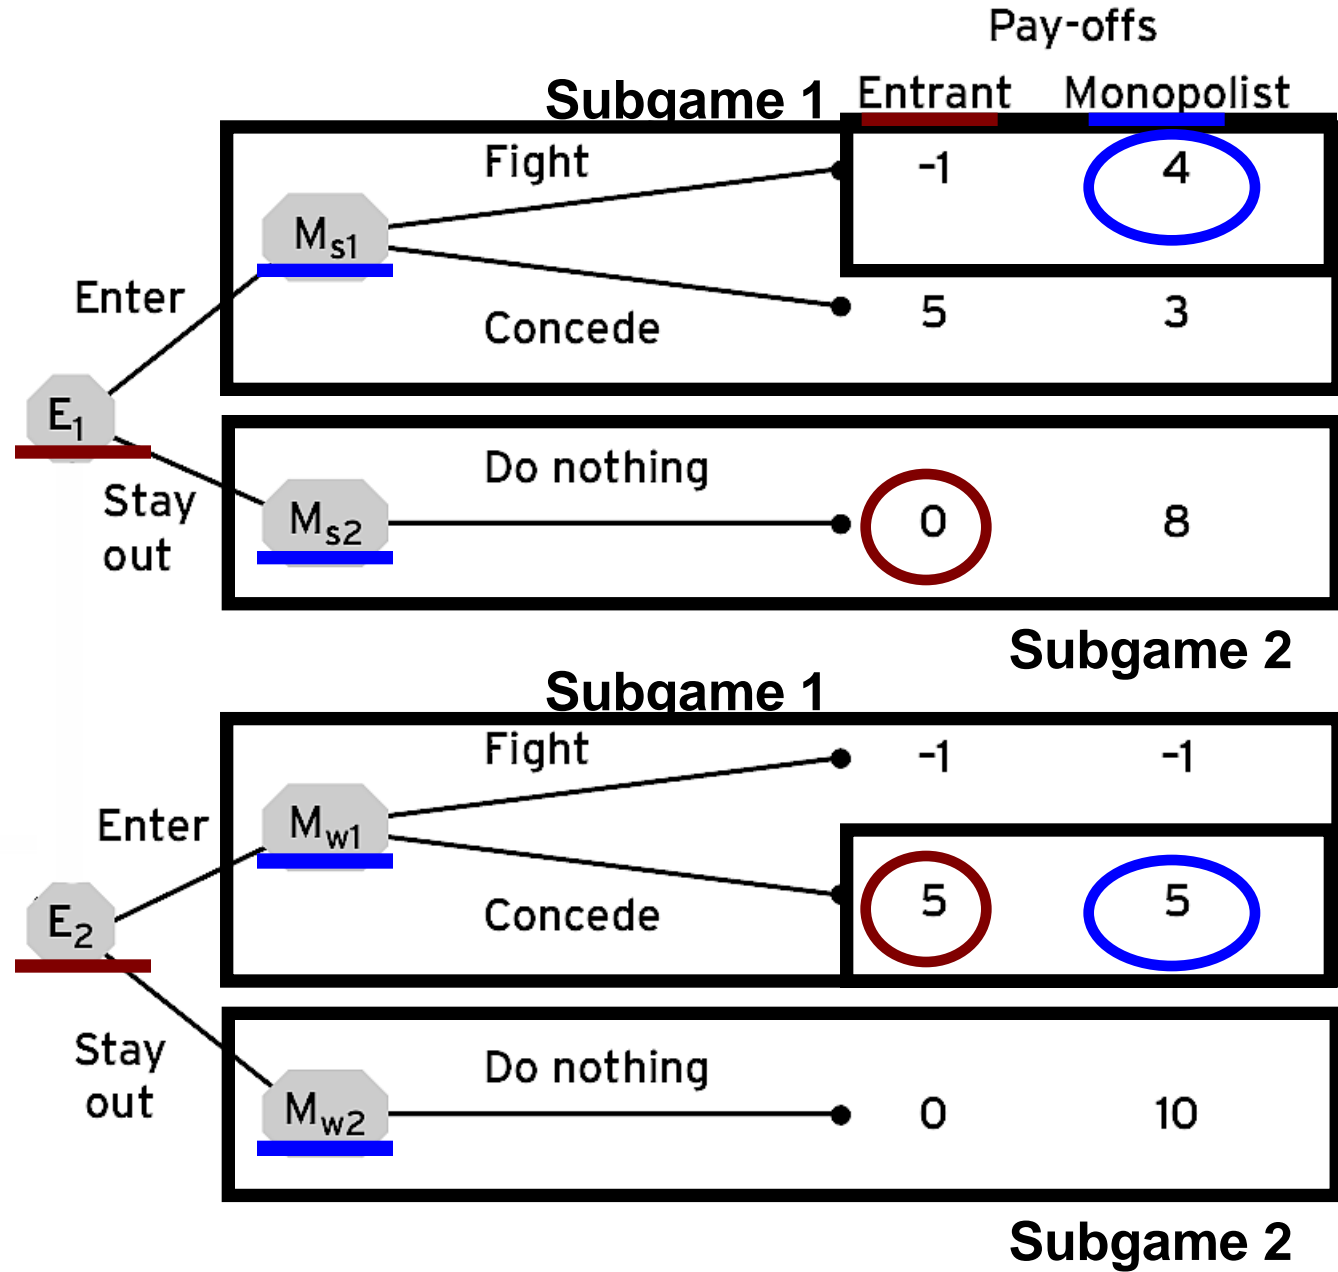 Pay-offs
Subgame 1 Entrant Monopolist
Fight -1 4
Ms1
Enter
Concede 5 3
E1
Do nothing
Stay
out
Ms2 0 8
Subgame 2
Subgame 1
Fight -1 -1
Mw1
Enter
Concede 5 5
E2
Stay
out
Do nothing
Mw2 0 10
Subgame 2